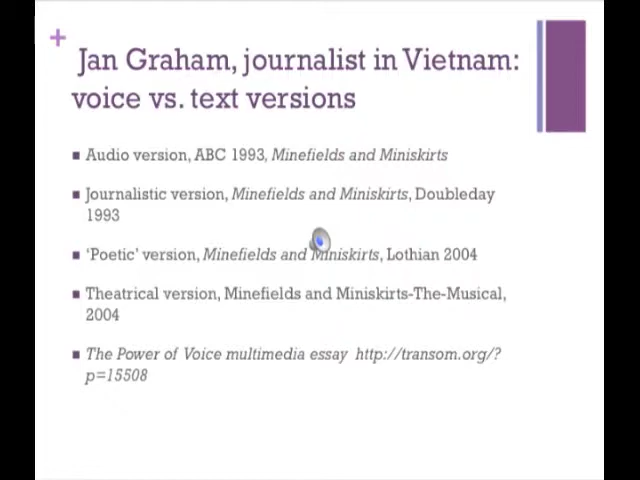 +
Jan Graham, journalist in Vietnam:
voice vs. text versions
Audio version, ABC 1993, Minefields and Miniskirts
Journalistic version, Minefields and Miniskirts, Doubleday
1993
‘Poetic’ version, Minefields and Miniskirts, Lothian 2004
Theatrical version, Minefields and Miniskirts-The-Musical,
2004
The Power of Voice multimedia essay http://transom.org/?
p=15508